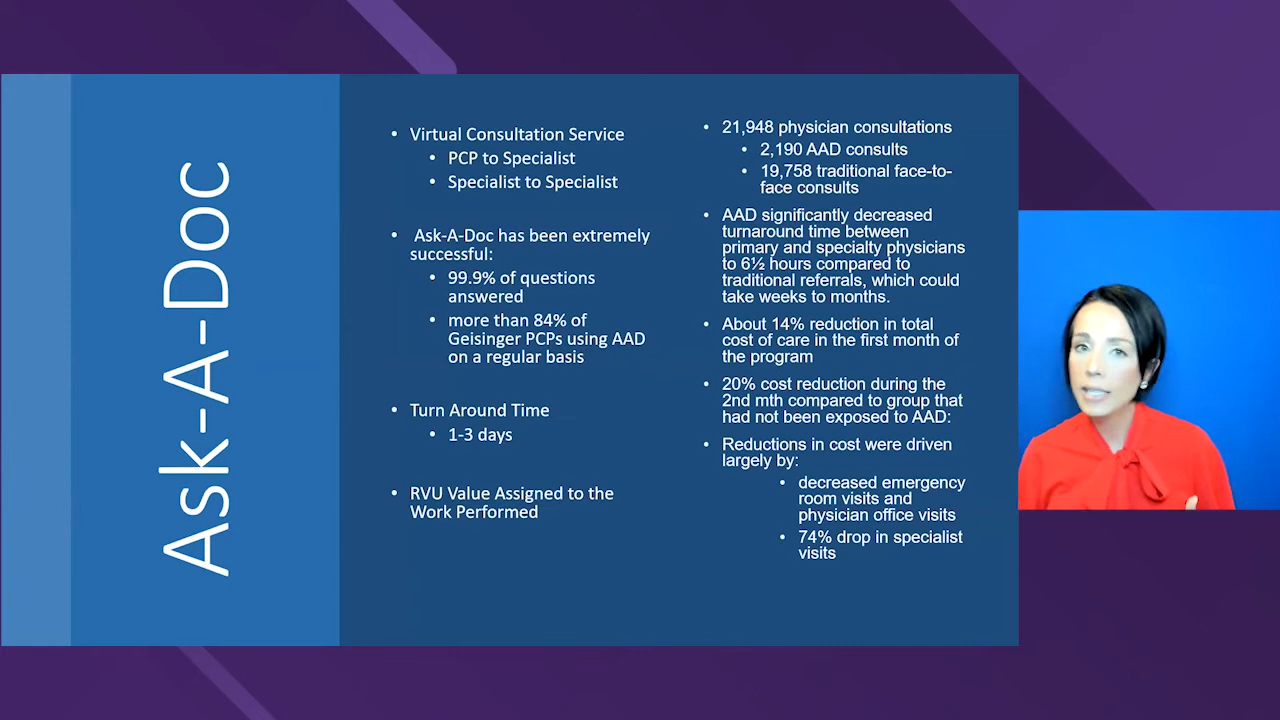 Ask-A-Doc
• Virtual Consultation Service
• PCP to Specialist
• Specialist to Specialist
• Ask-A-Doc has been extremely
successful:
• 99.9% of questions
answered
• more than 84% of
Geisinger PCPs using AAD
on a regular basis
• Turn Around Time
• 1-3 days
• RVU Value Assigned to the
Work Performed
• 21,948 physician consultations
• 2,190 AAD consults
• 19,758 traditional face-to-
face consults
• AAD significantly decreased
turnaround time between
primary and specialty physicians
to 6½ hours compared to
traditional referrals, which could
take weeks to months.
• About 14% reduction in total
cost of care in the first month of
the program
• 20% cost reduction during the
2nd mth compared to group that
had not been exposed to AAD:
• Reductions in cost were driven
largely by:
• decreased emergency
room visits and
physician office visits
• 74% drop in specialist
visits